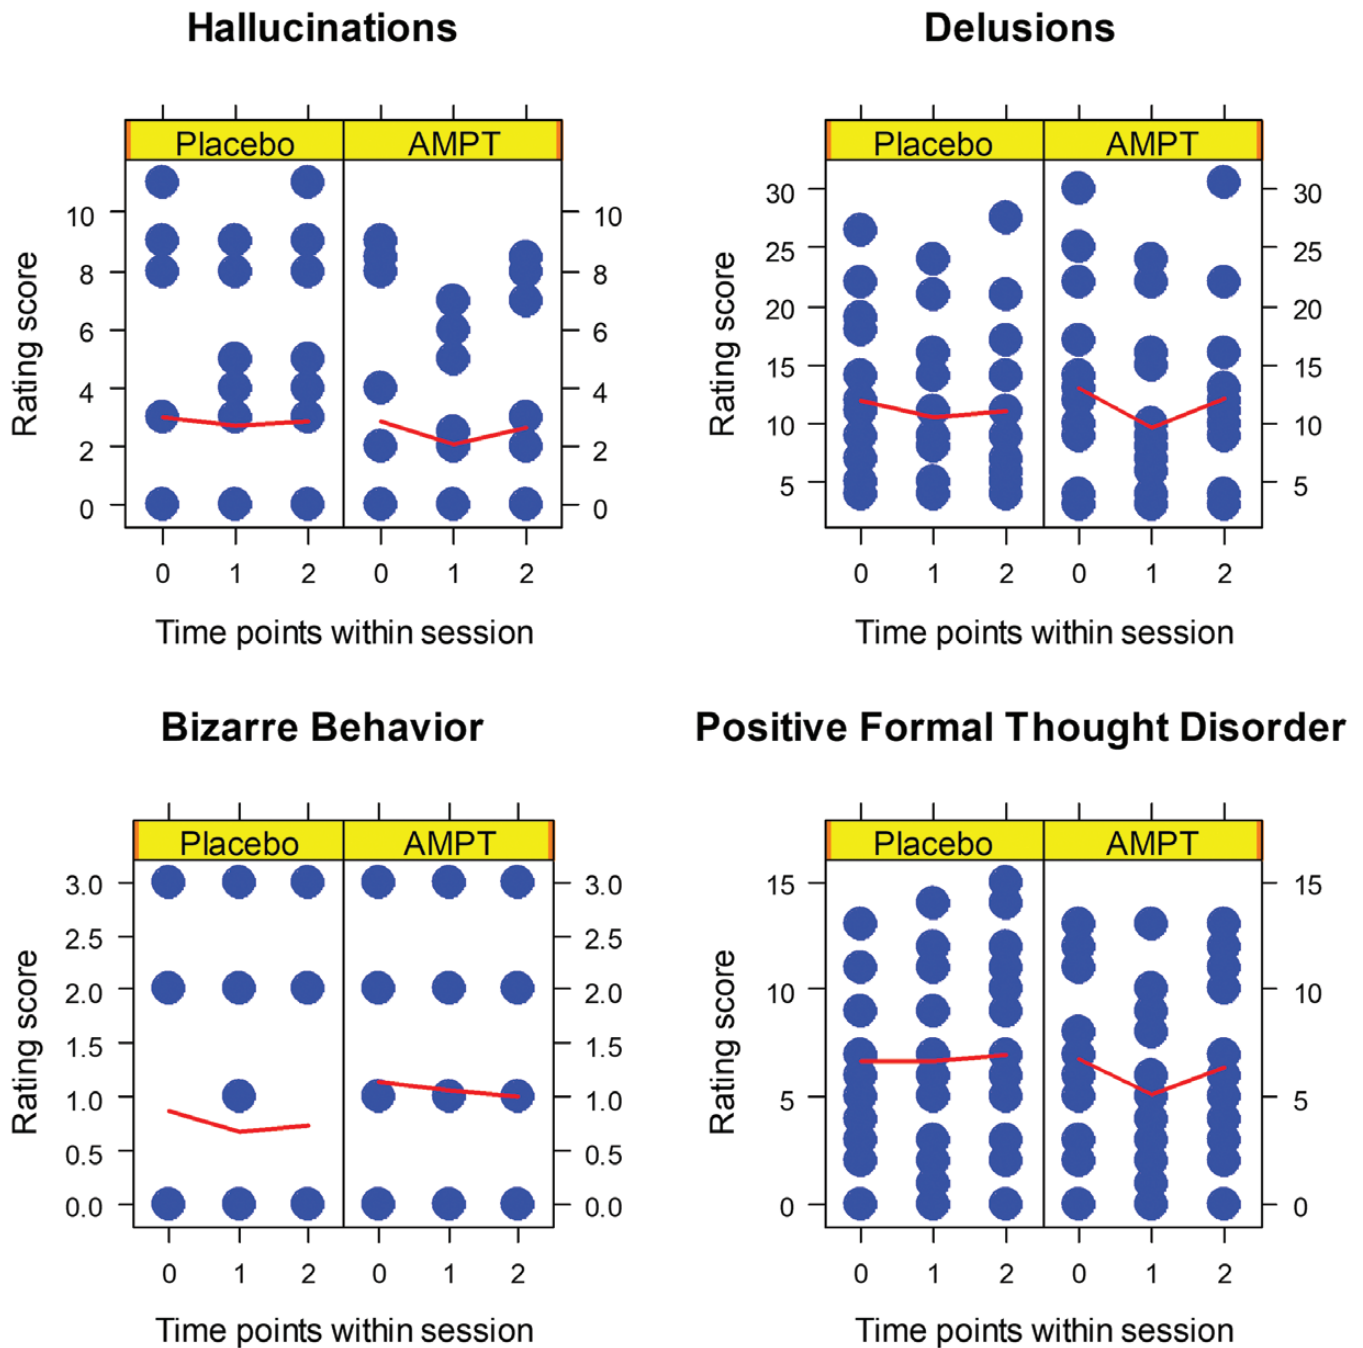 Hallucinations
Placebo AMPT
10 10
8 8
6 6
4 4
2 2
0 0
Rating score
0 1 2 0 1 2
Time points within session
Delusions
Placebo AMPT
30 30
25 25
20 20
15 15
10 10
5 5
Rating score
0 1 2 0 1 2
Time points within session
Bizarre Behavior
Placebo AMPT
3.0 3.0
2.5 2.5
2.0 2.0
1.5 1.5
1.0 1.0
0.5 0.5
0.0 0.0
Rating score
0 1 2 0 1 2
Time points within session
Positive Formal Thought Disorder
Placebo AMPT
15 15
10 10
5 5
0 0
Rating score
0 1 2 0 1 2
Time points within session